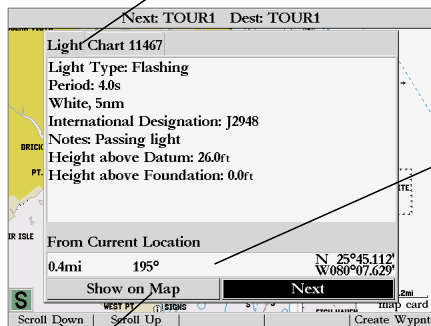 Next: TOUR1 Dest: TOUR1
Light Chart 11467
Light Type: Flashing
Period: 4.0s
White, 5nm
International Designation: J2948
Notes: Passing light
BRICK
Height above Datum: 26.0ft
PT.
Height above Foundation: 0.0ft
IR ISLE
From Current Location
0.4mi 195° N 25°45.112'
W080°07.629'
Show on Map Next
S
.2mi
WEST PT SIGNS
map card
Scroll Down Scroll Up Create Wypnt